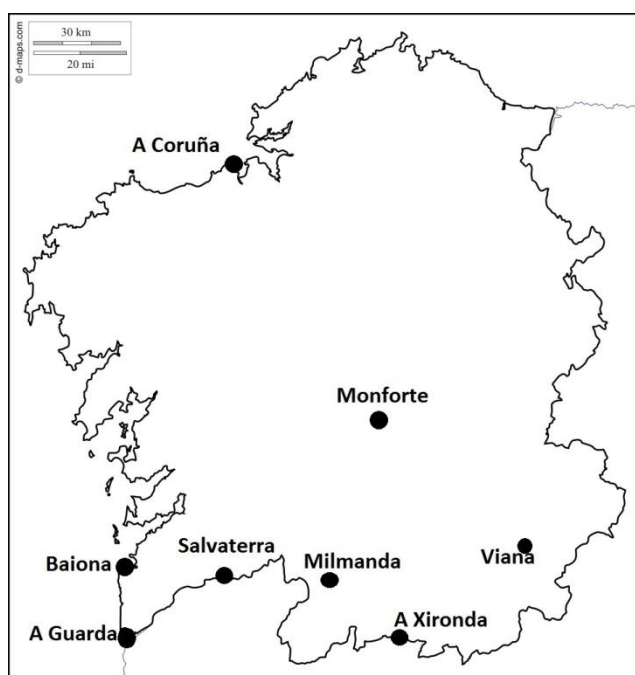 30 km
20 mi
© d-maps.com
A Coruña
Monforte
Baiona
Salvaterra
Milmanda
Viana
A Guarda
A Xironda